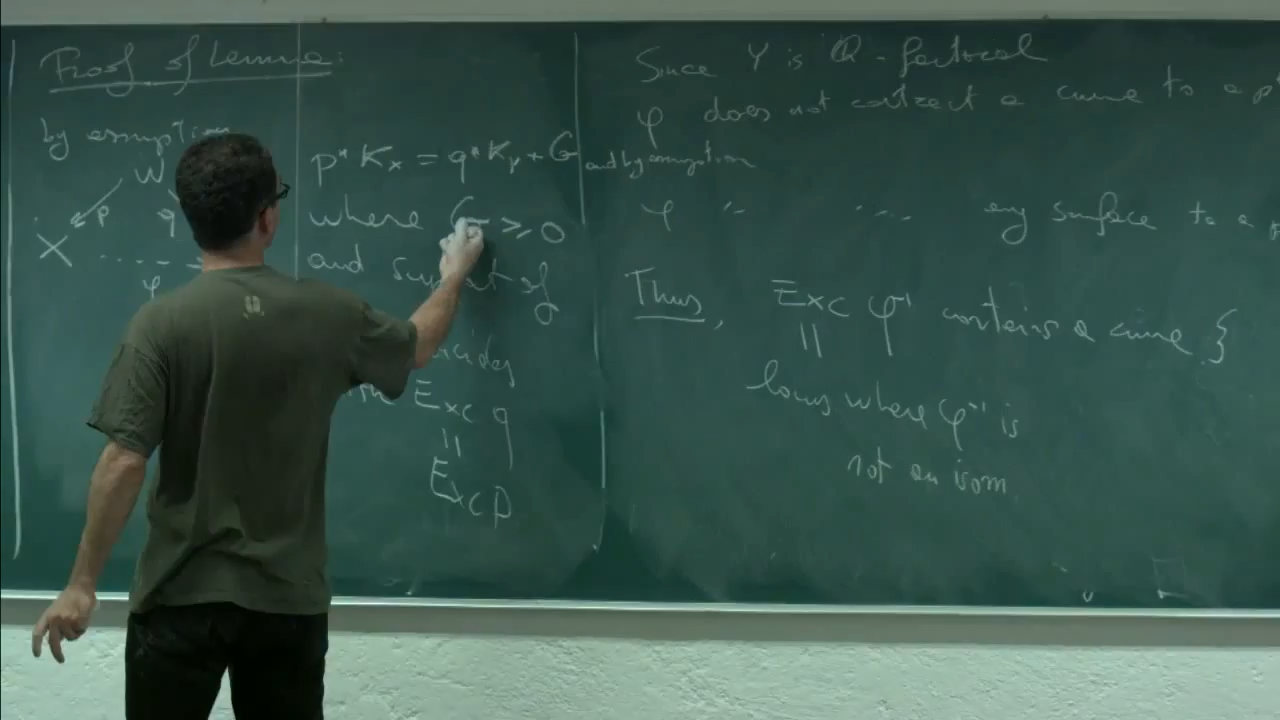 Proof of Lemma:
by assumption
W
p q
X
φ
p* K_X = q* K_Y + G
where G ≥ 0
and support of
with Exc q
||
Exc p
Since Y is Q-factorial
φ does not contract a curve to a
and by assumption
φ " " any surface to a
Thus, Exc φ⁻¹ contains a curve }
||
locus where φ⁻¹ is
not an isom